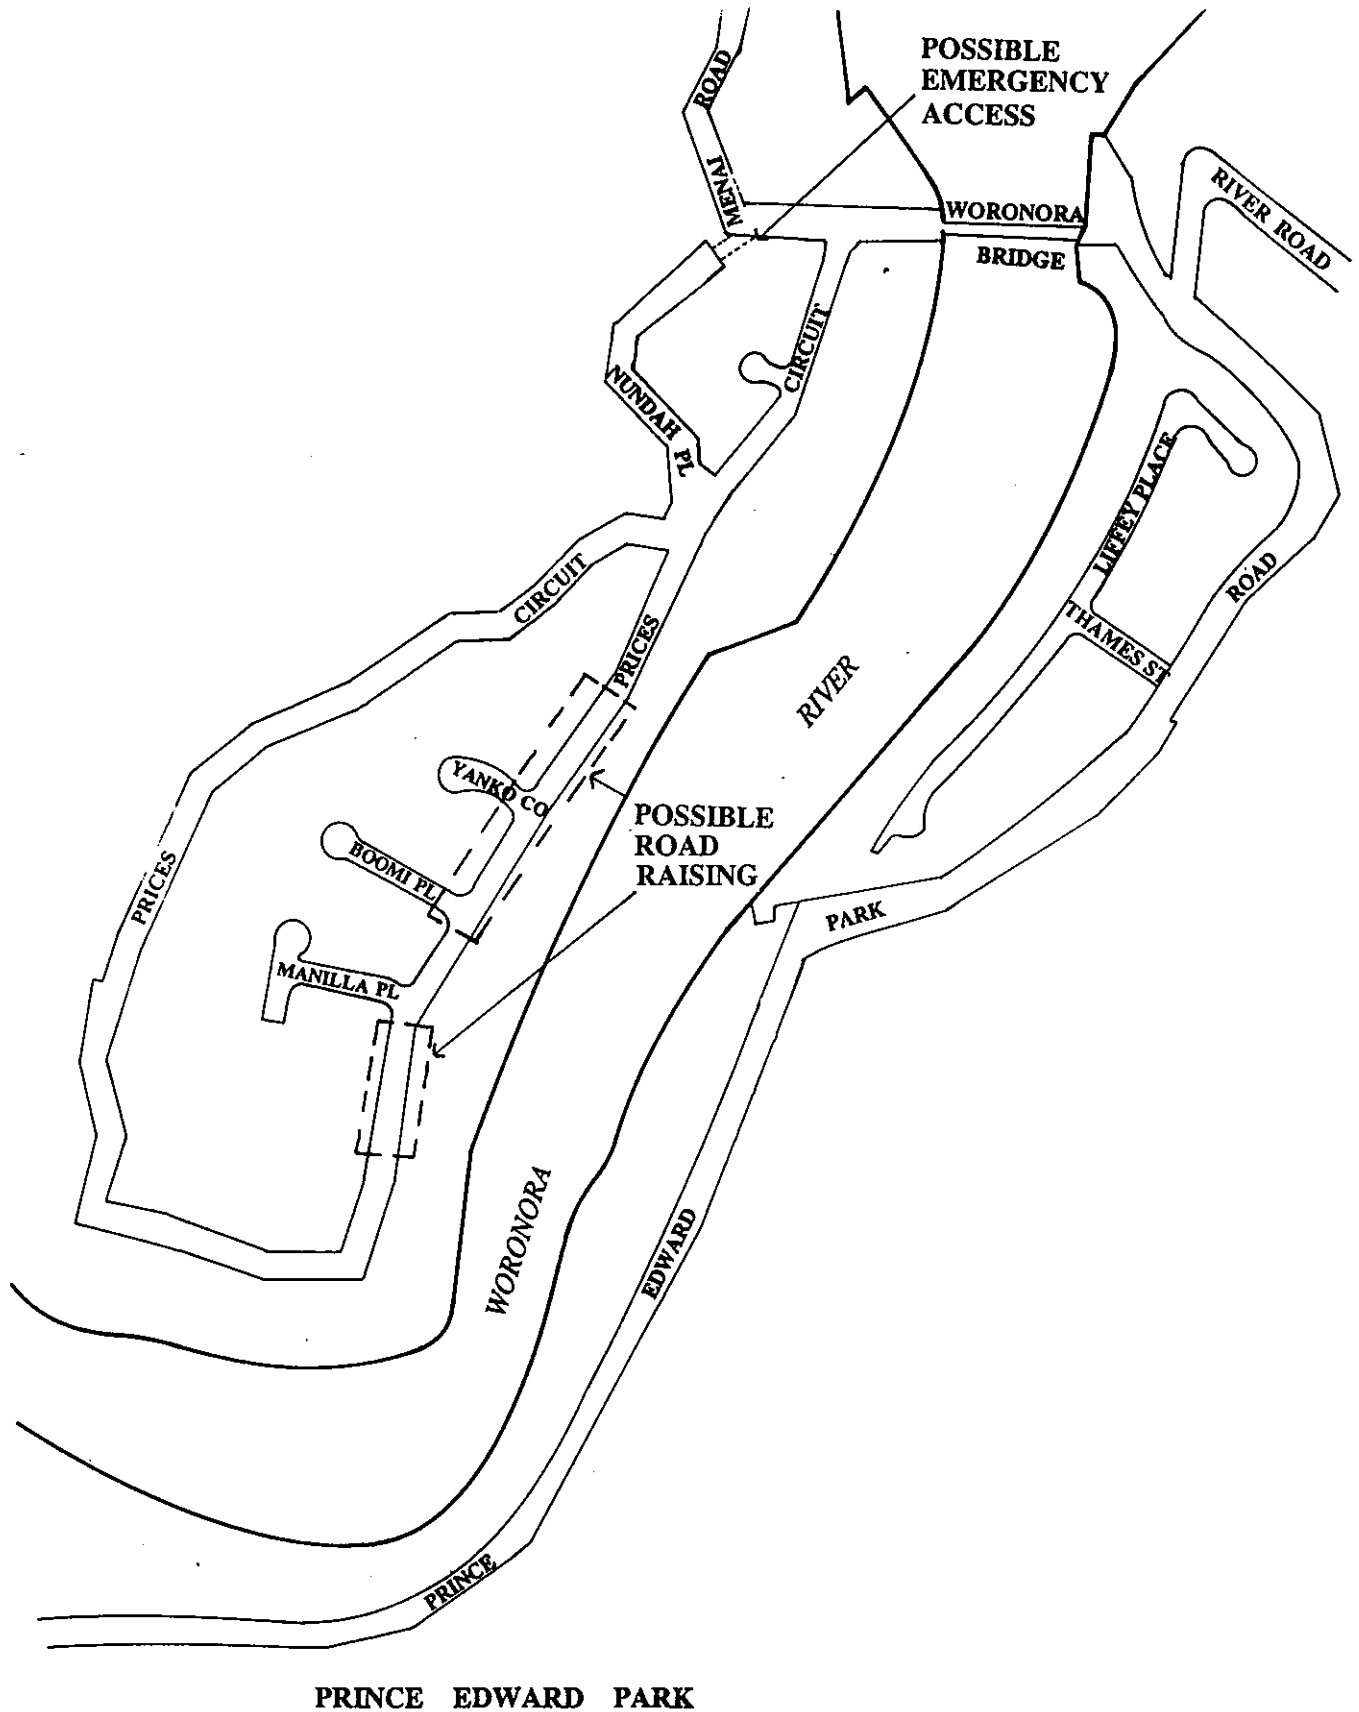 POSSIBLE
EMERGENCY
ACCESS
ROAD
MENAI
WORONORA
BRIDGE
RIVER ROAD
CIRCUIT
NUNDAH PL
LIFFEY PLACE
ROAD
CIRCUIT
THAMES ST
PRICES
RIVER
YANKO CO
POSSIBLE
ROAD
RAISING
BOOMI PL
PRICES
PARK
MANILLA PL
WORONORA
EDWARD
PRINCE
PRINCE EDWARD PARK